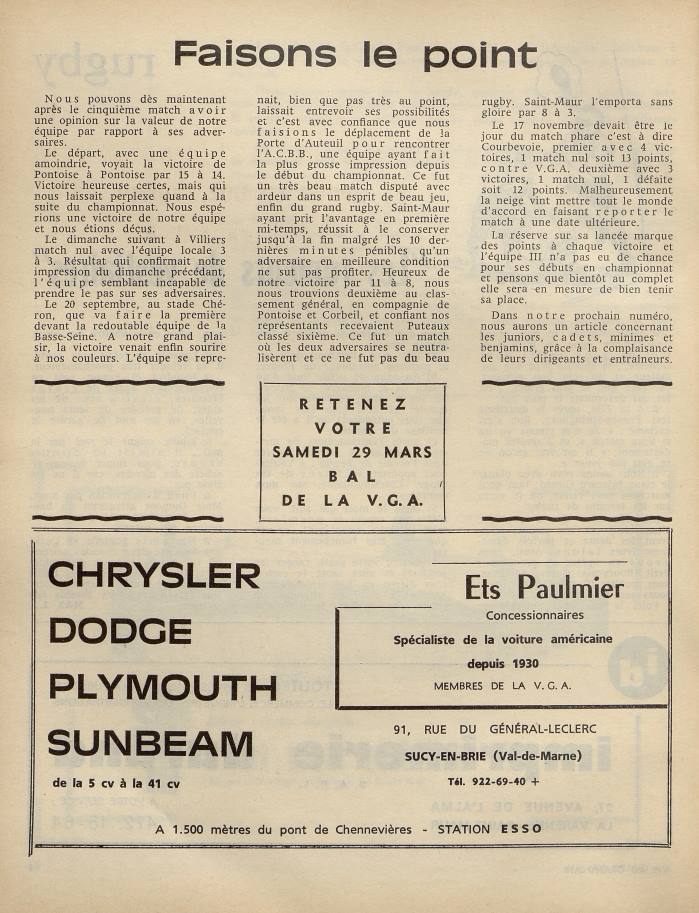 Faisons le point
Nous pouvons dès maintenant
après le cinquième match avoir
une opinion sur la valeur de notre
équipe par rapport à ses adver-
saires.
Le départ, avec une équipe
amoindrie, voyait la victoire de
Pontoise à Pontoise par 15 à 14.
Victoire heureuse certes, mais qui
nous laissait perplexe quand à la
suite du championnat. Nous espé-
rions une victoire de notre équipe
et nous étions déçus.
Le dimanche suivant à Villiers
match nul avec l'équipe locale 3
à 3. Résultat qui confirmait notre
impression du dimanche précédant,
l'équipe semblant incapable de
prendre le pas sur ses adversaires.
Le 20 septembre, au stade Ché-
ron, que va faire la première
devant la redoutable équipe de la
Basse-Seine. A notre grand plai-
sir, la victoire venait enfin sourire
à nos couleurs. L'équipe se repre-
nait, bien que pas très au point,
laissait entrevoir ses possibilités
et c'est avec confiance que nous
faisions le déplacement de la
Porte d'Auteuil pour rencontrer
l'A.C.B.B., une équipe ayant fait
la plus grosse impression depuis
le début du championnat. Ce fut
un très beau match disputé avec
ardeur dans un esprit de beau jeu,
enfin du grand rugby. Saint-Maur
ayant prit l'avantage en première
mi-temps, réussit à le conserver
jusqu'à la fin malgré les 10 der-
nières minutes pénibles qu'un
adversaire en meilleure condition
ne sut pas profiter. Heureux de
notre victoire par 11 à 8, nous
nous trouvions deuxième au clas-
sement général, en compagnie de
Pontoise et Corbeil, et confiant nos
représentants recevaient Puteaux
classé sixième. Ce fut un match
où les deux adversaires se neutra-
lisèrent et ce ne fut pas du beau
rugby. Saint-Maur l'emporta sans
gloire par 8 à 3.
Le 17 novembre devait être le
jour du match phare c'est à dire
Courbevoie, premier avec 4 vic-
toires, 1 match nul soit 13 points,
contre V.G.A. deuxième avec 3
victoires, 1 match nul, 1 défaite
soit 12 points. Malheureusement
la neige vint mettre tout le monde
d'accord en faisant reporter le
match à une date ultérieure.
La réserve sur sa lancée marque
des points à chaque victoire et
l'équipe III n'a pas eu de chance
pour ses débuts en championnat
et pensons que bientôt au complet
elle sera en mesure de bien tenir
sa place.
Dans notre prochain numéro,
nous aurons un article concernant
les juniors, cadets, minimes et
benjamins, grâce à la complaisance
de leurs dirigeants et entraîneurs.
RETENEZ
VOTRE
SAMEDI 29 MARS
BAL
DE LA V.G.A.
CHRYSLER
DODGE
PLYMOUTH
SUNBEAM
de la 5 cv à la 41 cv
Ets Paulmier
Concessionnaires
Spécialiste de la voiture américaine
depuis 1930
MEMBRES DE LA V.G.A.
91, RUE DU GÉNÉRAL-LECLERC
SUCY-EN-BRIE (Val-de-Marne)
Tél. 922-69-40 +
A 1.500 mètres du pont de Chennevières - STATION ESSO